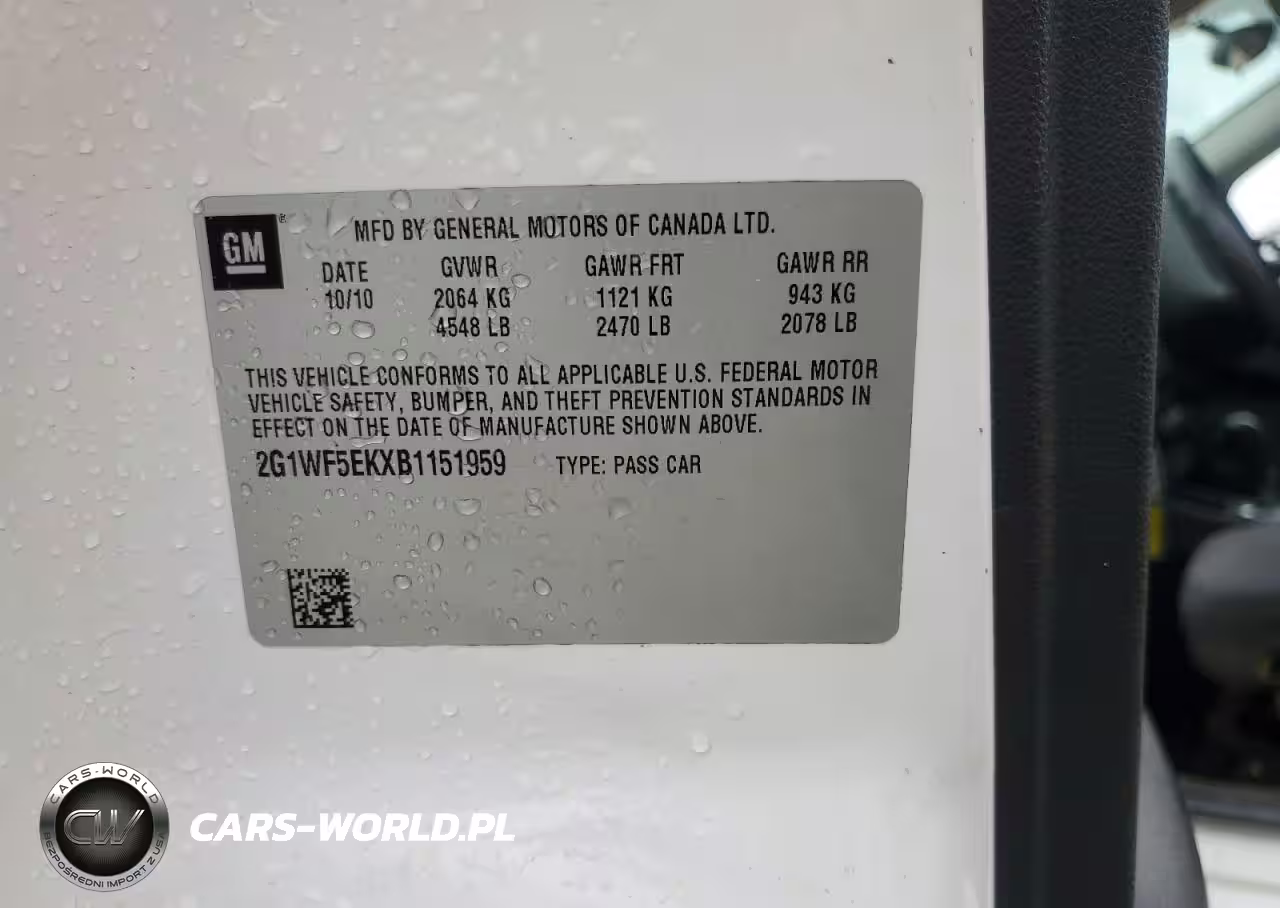 GM ®
MFD BY GENERAL MOTORS OF CANADA LTD.
DATE GVWR GAWR FRT GAWR RR
10/10 2064 KG 1121 KG 943 KG
4548 LB 2470 LB 2078 LB
THIS VEHICLE CONFORMS TO ALL APPLICABLE U.S. FEDERAL MOTOR
VEHICLE SAFETY, BUMPER, AND THEFT PREVENTION STANDARDS IN
EFFECT ON THE DATE OF MANUFACTURE SHOWN ABOVE.
2G1WF5EKXB1151959 TYPE: PASS CAR
CARS-WORLD
CW
BEZPOŚREDNI IMPORT Z USA
CARS-WORLD.PL